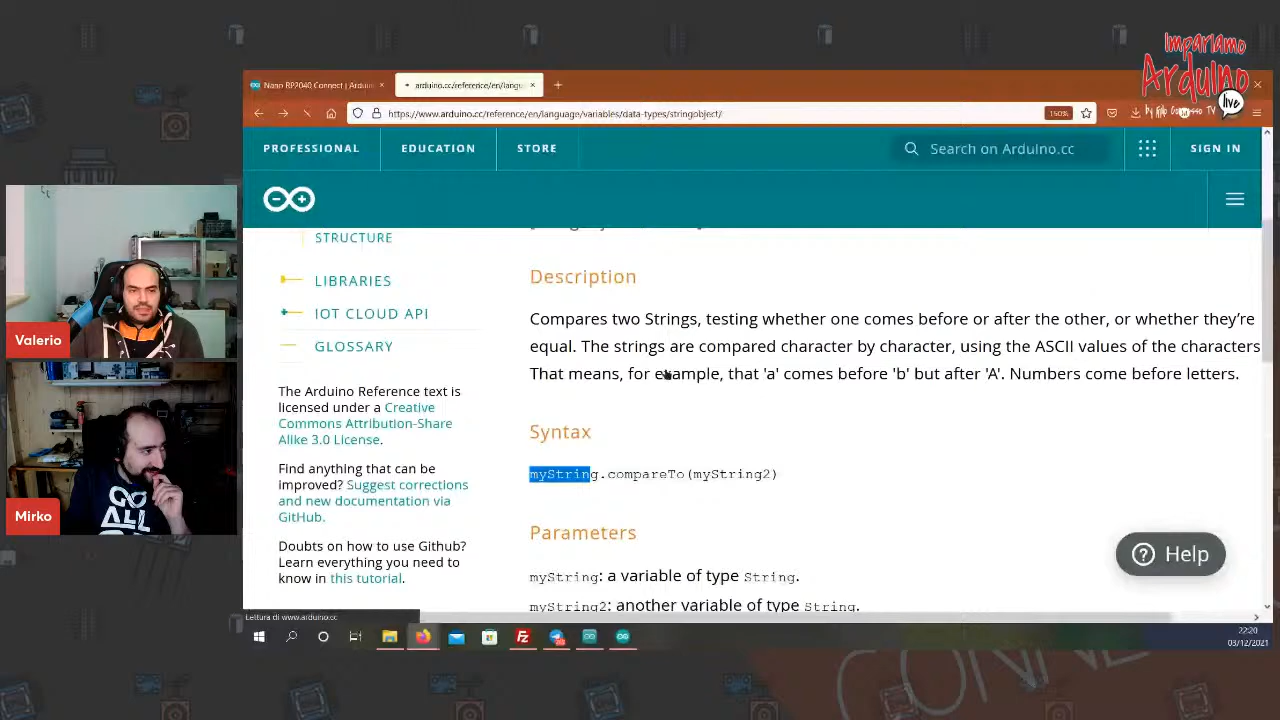 Impariamo
Arduino
live
Nano RP2040 Connect | Arduin
arduino.cc/reference/en/langu
https://www.arduino.cc/reference/en/language/variables/data-types/stringobject/
150%
PROFESSIONAL
EDUCATION
STORE
Search on Arduino.cc
SIGN IN
STRUCTURE
LIBRARIES
IOT CLOUD API
GLOSSARY
The Arduino Reference text is
licensed under a Creative
Commons Attribution-Share
Alike 3.0 License.
Find anything that can be
improved? Suggest corrections
and new documentation via
GitHub.
Doubts on how to use Github?
Learn everything you need to
know in this tutorial.
Description
Compares two Strings, testing whether one comes before or after the other, or whether they’re
equal. The strings are compared character by character, using the ASCII values of the characters
That means, for example, that 'a' comes before 'b' but after 'A'. Numbers come before letters.
Syntax
myString.compareTo(myString2)
Parameters
myString: a variable of type String.
myString2: another variable of type String.
Help
Valerio
Mirko
Lettura di www.arduino.cc
22:20
03/12/2021
CONNE